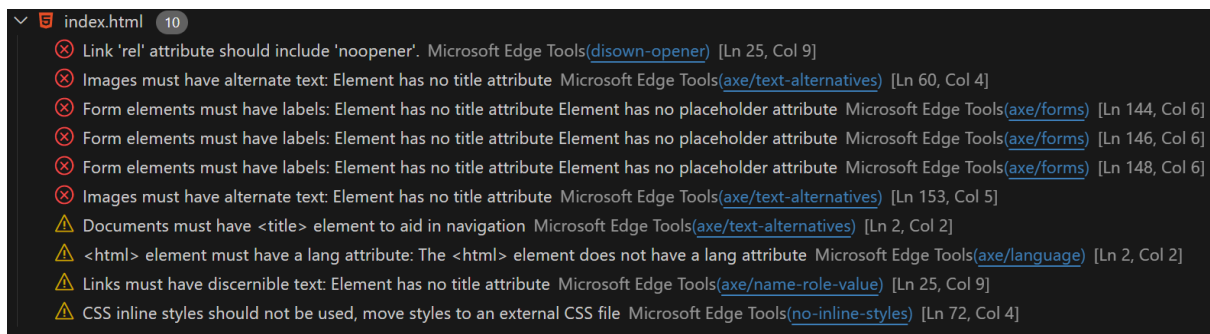 index.html 10
Link 'rel' attribute should include 'noopener'. Microsoft Edge Tools(disown-opener) [Ln 25, Col 9]
Images must have alternate text: Element has no title attribute Microsoft Edge Tools(axe/text-alternatives) [Ln 60, Col 4]
Form elements must have labels: Element has no title attribute Element has no placeholder attribute Microsoft Edge Tools(axe/forms) [Ln 144, Col 6]
Form elements must have labels: Element has no title attribute Element has no placeholder attribute Microsoft Edge Tools(axe/forms) [Ln 146, Col 6]
Form elements must have labels: Element has no title attribute Element has no placeholder attribute Microsoft Edge Tools(axe/forms) [Ln 148, Col 6]
Images must have alternate text: Element has no title attribute Microsoft Edge Tools(axe/text-alternatives) [Ln 153, Col 5]
Documents must have <title> element to aid in navigation Microsoft Edge Tools(axe/text-alternatives) [Ln 2, Col 2]
<html> element must have a lang attribute: The <html> element does not have a lang attribute Microsoft Edge Tools(axe/language) [Ln 2, Col 2]
Links must have discernible text: Element has no title attribute Microsoft Edge Tools(axe/name-role-value) [Ln 25, Col 9]
CSS inline styles should not be used, move styles to an external CSS file Microsoft Edge Tools(no-inline-styles) [Ln 72, Col 4]